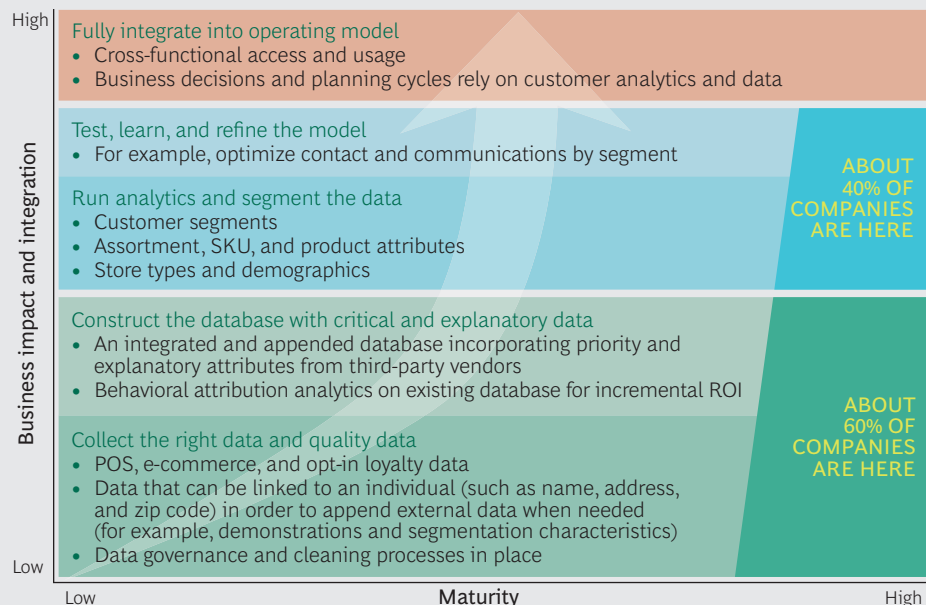 High
Fully integrate into operating model
• Cross-functional access and usage
• Business decisions and planning cycles rely on customer analytics and data
Test, learn, and refine the model
• For example, optimize contact and communications by segment
Run analytics and segment the data
• Customer segments
• Assortment, SKU, and product attributes
• Store types and demographics
ABOUT
40% OF
COMPANIES
ARE HERE
Business impact and integration
Construct the database with critical and explanatory data
• An integrated and appended database incorporating priority and
explanatory attributes from third-party vendors
• Behavioral attribution analytics on existing database for incremental ROI
Collect the right data and quality data
• POS, e-commerce, and opt-in loyalty data
• Data that can be linked to an individual (such as name, address,
and zip code) in order to append external data when needed
(for example, demonstrations and segmentation characteristics)
• Data governance and cleaning processes in place
ABOUT
60% OF
COMPANIES
ARE HERE
Low
Low
Maturity
High